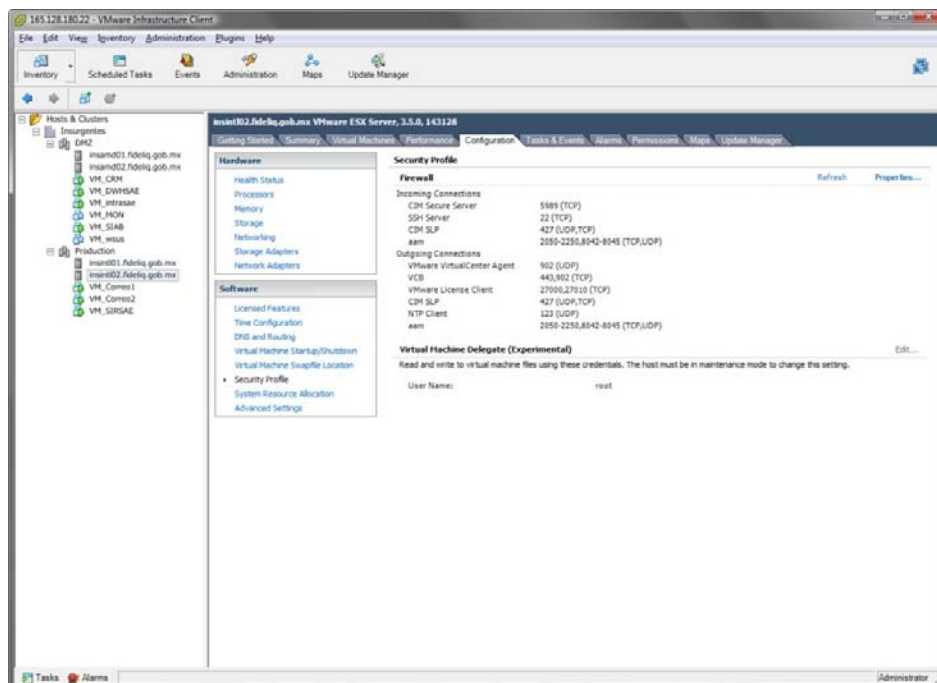 165.128.180.22 - VMware Infrastructure Client
File Edit View Inventory Administration Plugins Help
Inventory Scheduled Tasks Events Administration Maps Update Manager
Hosts & Clusters
Insurgentes
DMZ
insamd01.fideliq.gob.mx
insamd02.fideliq.gob.mx
VM_CRM
VM_DWHSAE
VM_intrasae
VM_MON
VM_SIAB
VM_wsus
Production
insintl01.fideliq.gob.mx
insintl02.fideliq.gob.mx
VM_Correo1
VM_Correo2
VM_SIRSAE
insintl02.fideliq.gob.mx VMware ESX Server, 3.5.0, 143128
Getting Started Summary Virtual Machines Performance Configuration Tasks & Events Alarms Permissions Maps Update Manager
Hardware
Health Status
Processors
Memory
Storage
Networking
Storage Adapters
Network Adapters
Software
Licensed Features
Time Configuration
DNS and Routing
Virtual Machine Startup/Shutdown
Virtual Machine Swapfile Location
Security Profile
System Resource Allocation
Advanced Settings
Security Profile
Firewall Refresh Properties...
Incoming Connections
CIM Secure Server 5989 (TCP)
SSH Server 22 (TCP)
CIM SLP 427 (UDP,TCP)
aam 2050-2250,8042-8045 (TCP,UDP)
Outgoing Connections
VMware VirtualCenter Agent 902 (UDP)
VCB 443,902 (TCP)
VMware License Client 27000,27010 (TCP)
CIM SLP 427 (UDP,TCP)
NTP Client 123 (UDP)
aam 2050-2250,8042-8045 (TCP,UDP)
Virtual Machine Delegate (Experimental) Edit...
Read and write to virtual machine files using these credentials. The host must be in maintenance mode to change this setting.
User Name: root
Tasks Alarms Administrator